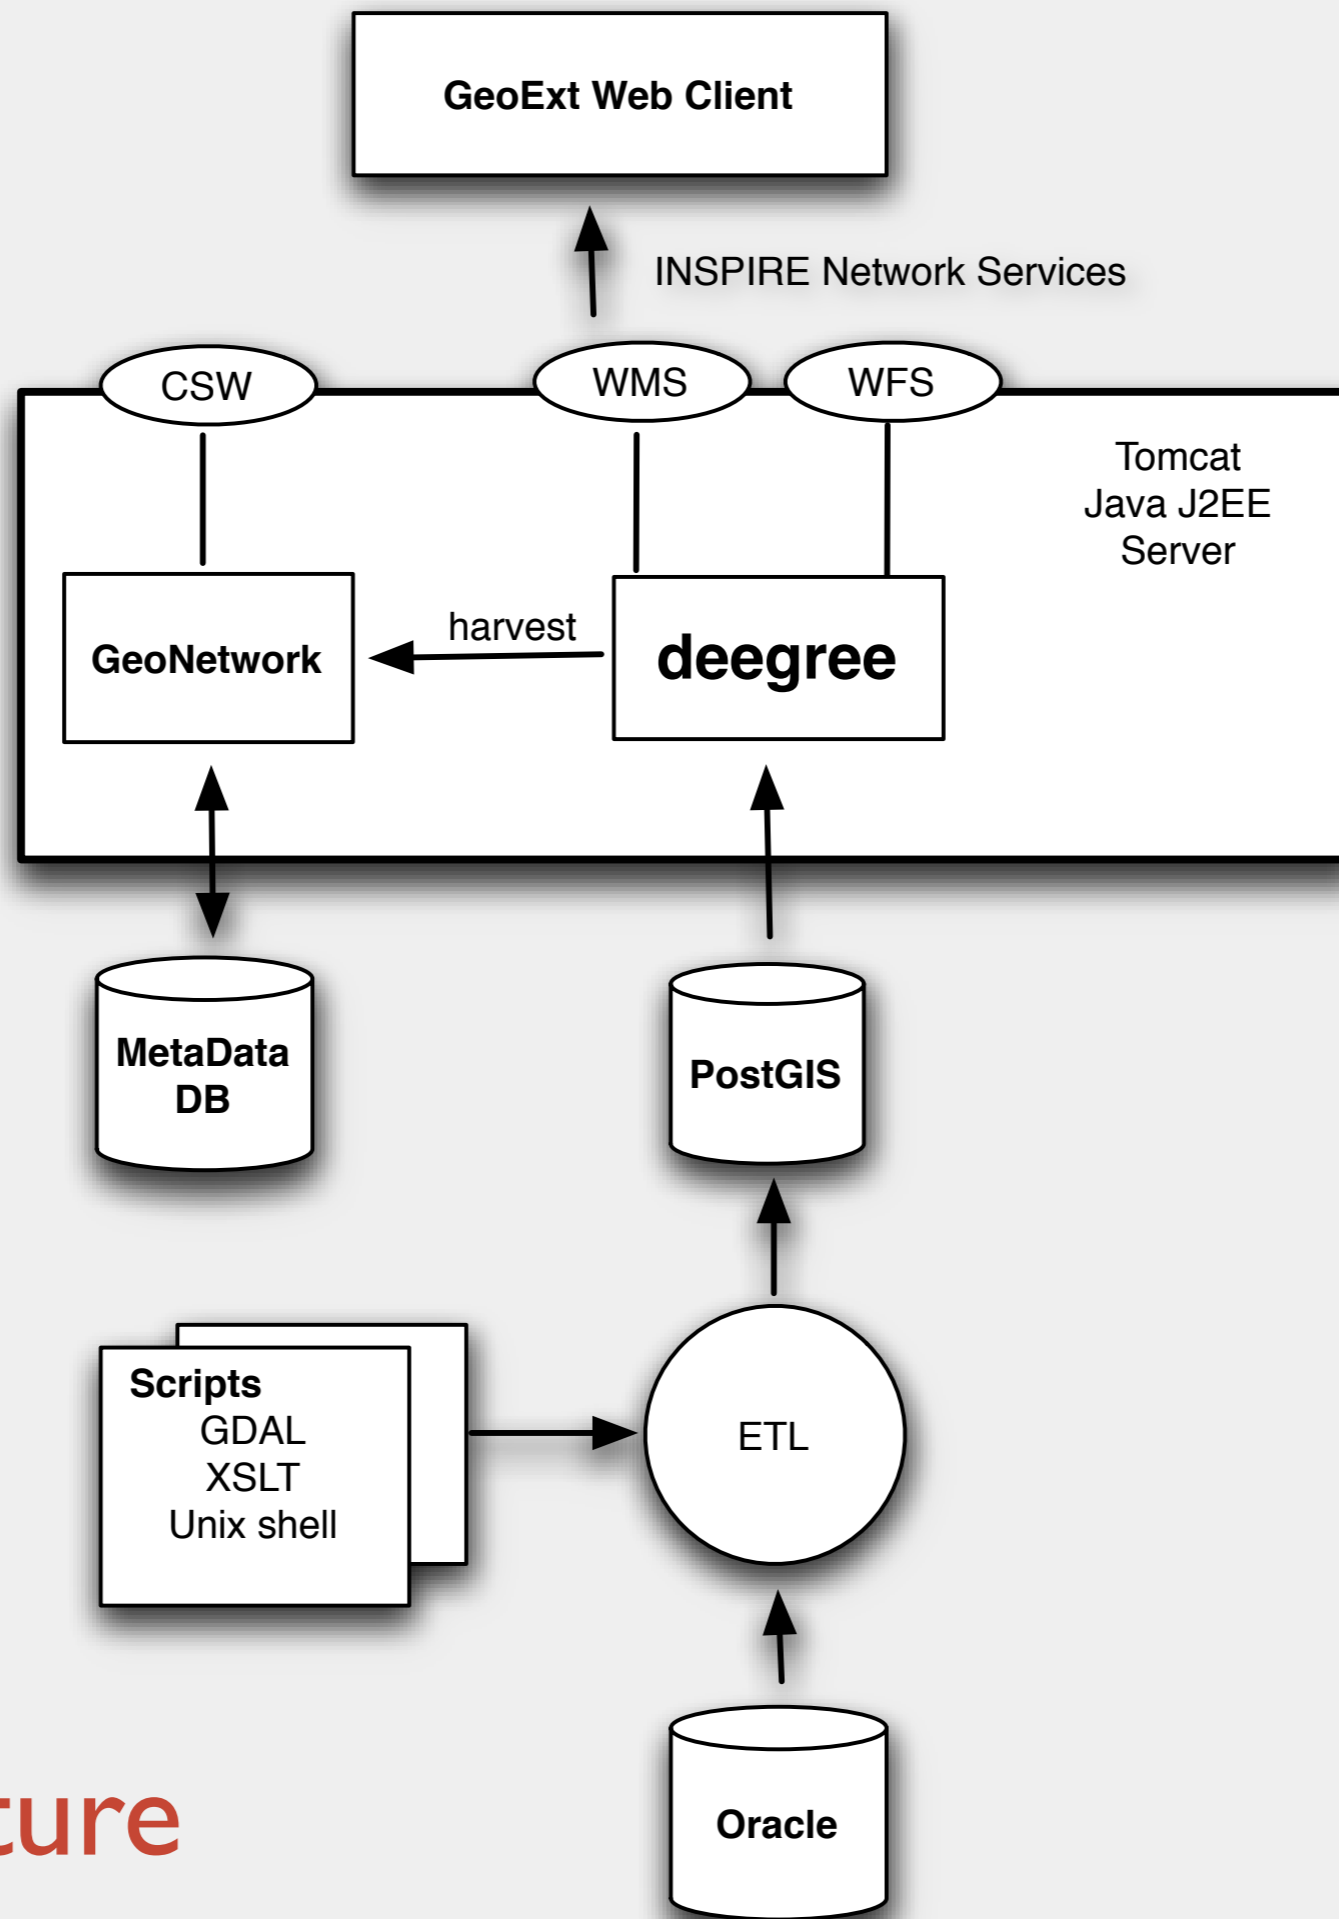 GeoExt Web Client
INSPIRE Network Services
CSW
WMS
WFS
Tomcat
Java J2EE
Server
GeoNetwork
harvest
deegree
MetaData
DB
PostGIS
Scripts
GDAL
XSLT
Unix shell
ETL
Oracle
ture